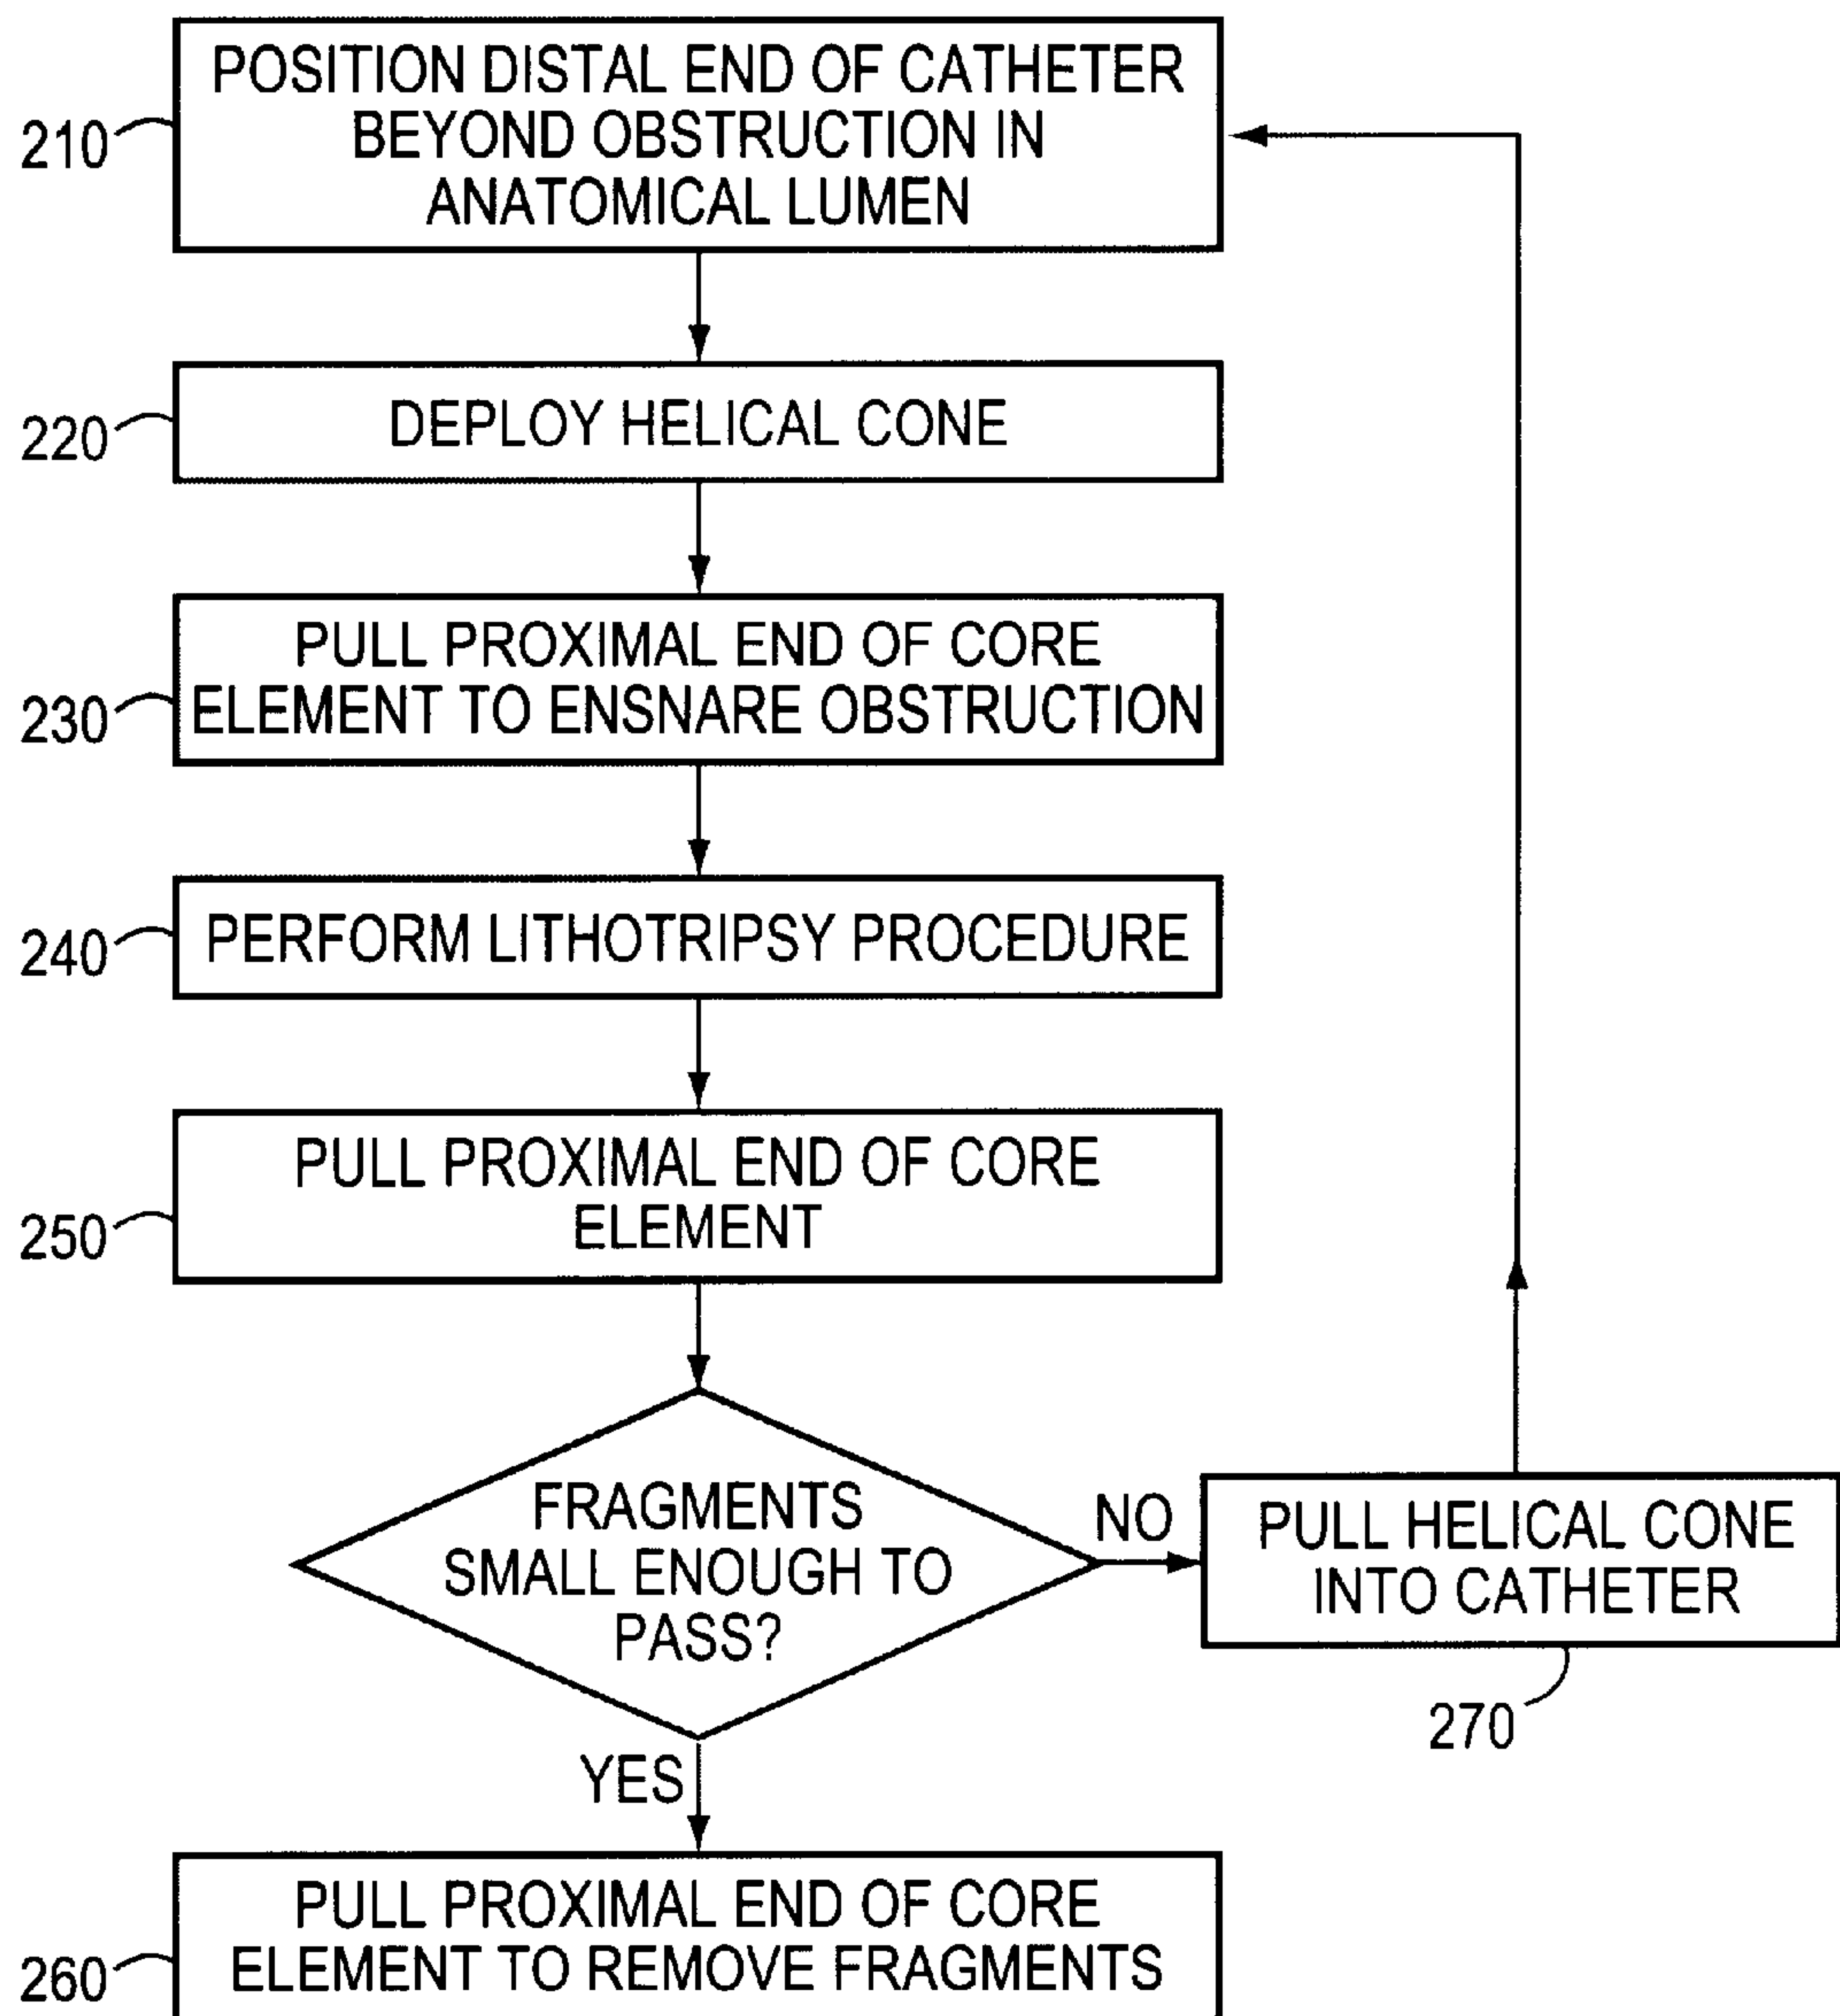 POSITION DISTAL END OF CATHETER
BEYOND OBSTRUCTION IN
ANATOMICAL LUMEN
210
DEPLOY HELICAL CONE
220
PULL PROXIMAL END OF CORE
ELEMENT TO ENSNARE OBSTRUCTION
230
PERFORM LITHOTRIPSY PROCEDURE
240
PULL PROXIMAL END OF CORE
ELEMENT
250
FRAGMENTS
SMALL ENOUGH TO
PASS?
NO
PULL HELICAL CONE
INTO CATHETER
270
YES
PULL PROXIMAL END OF CORE
ELEMENT TO REMOVE FRAGMENTS
260